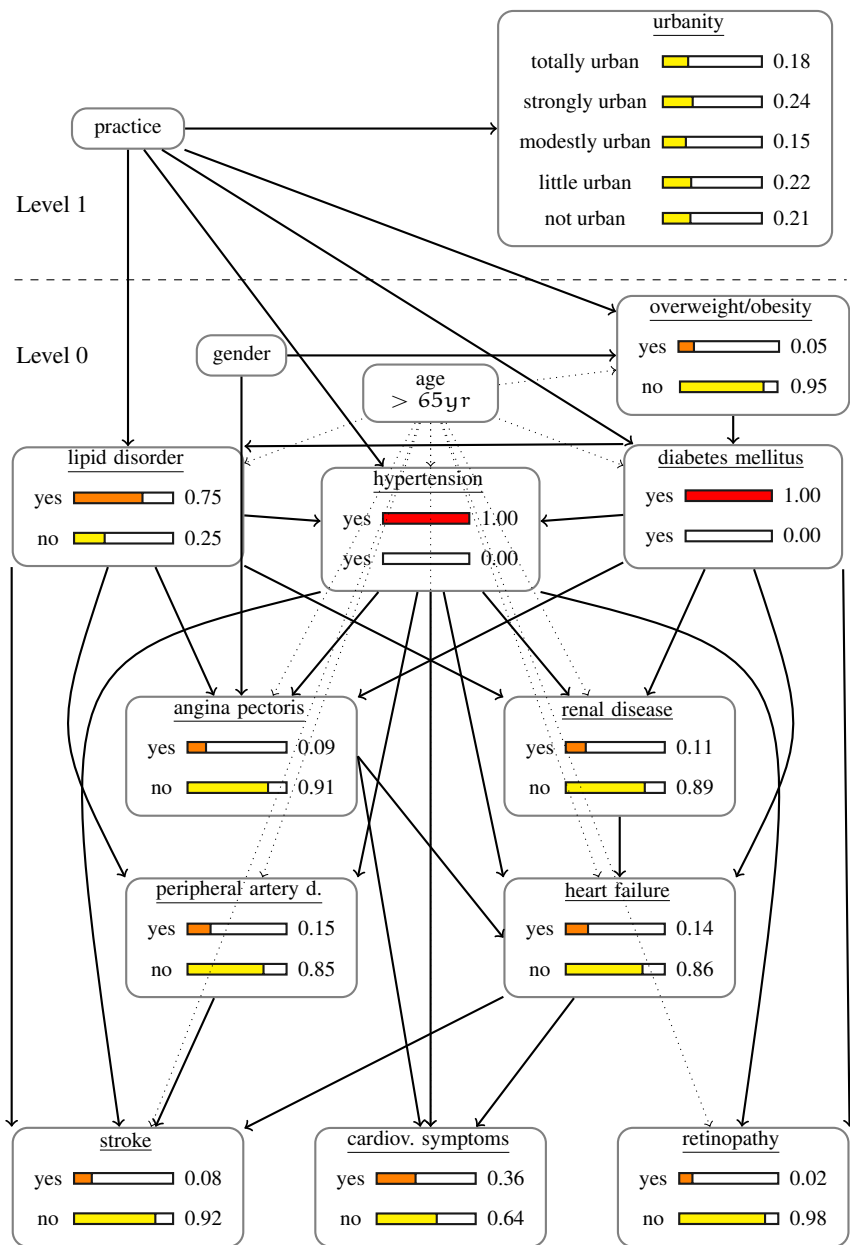 urbanity
totally urban 0.18
strongly urban 0.24
practice
modestly urban 0.15
little urban 0.22
Level 1
not urban 0.21
overweight/obesity
Level 0
gender
yes 0.05
age
> 65yr
no 0.95
lipid disorder
yes 0.75
no 0.25
hypertension
yes 1.00
yes 0.00
diabetes mellitus
yes 1.00
yes 0.00
angina pectoris
yes 0.09
no 0.91
renal disease
yes 0.11
no 0.89
peripheral artery d.
yes 0.15
no 0.85
heart failure
yes 0.14
no 0.86
stroke
yes 0.08
no 0.92
cardiov. symptoms
yes 0.36
no 0.64
retinopathy
yes 0.02
no 0.98